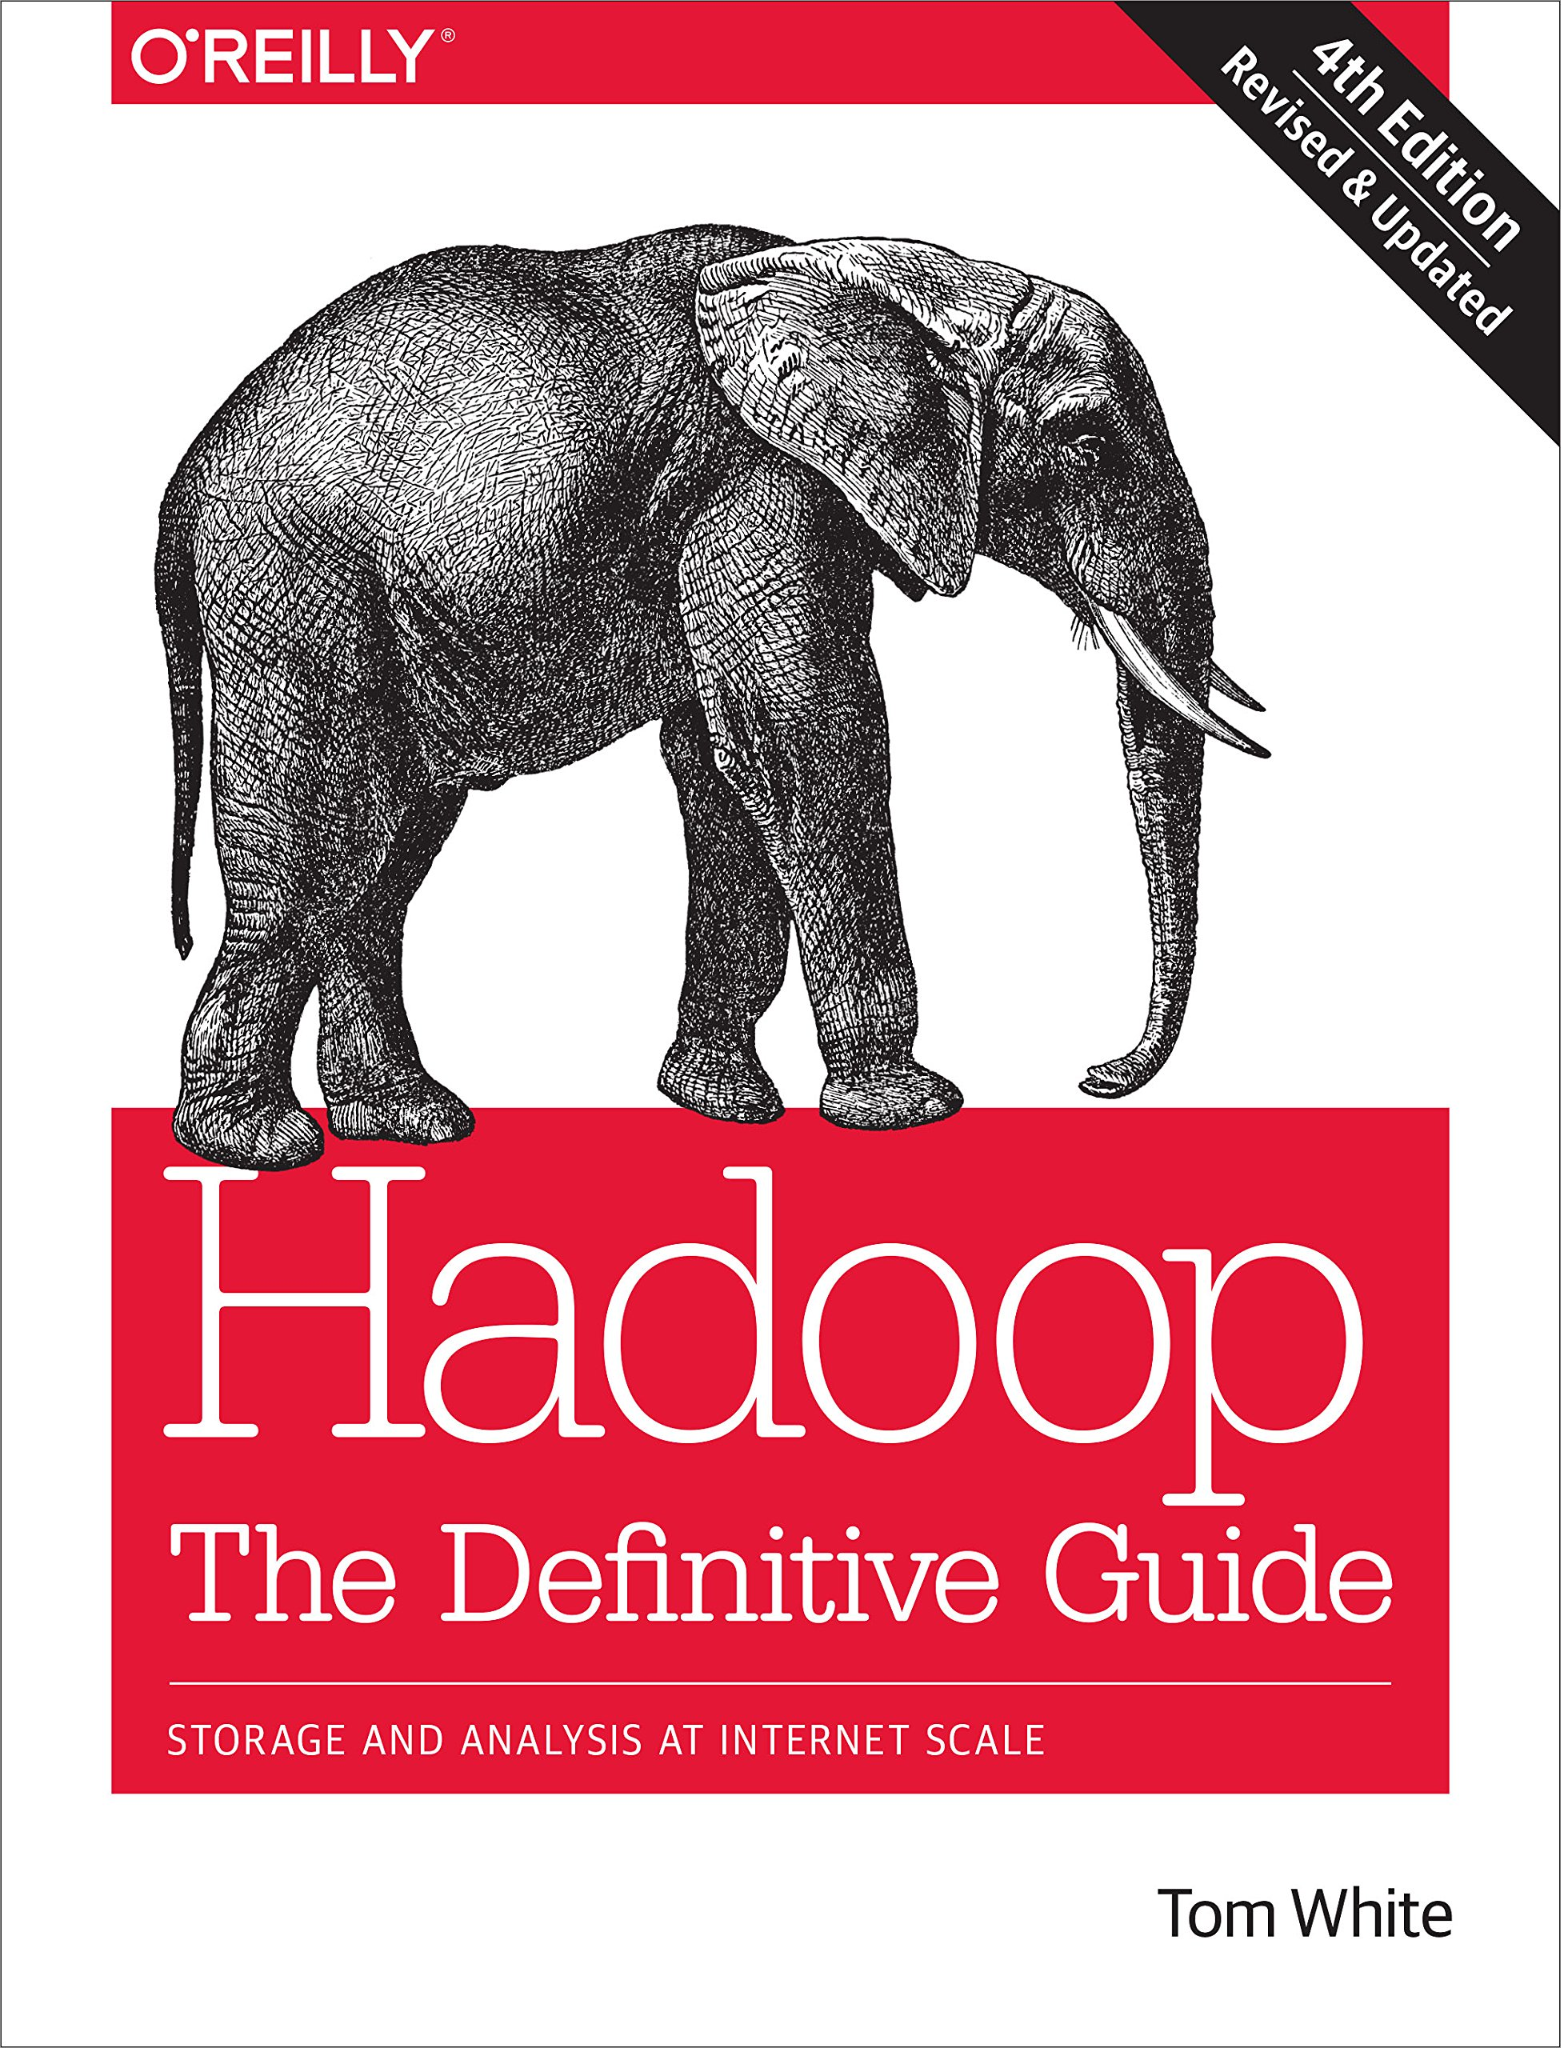 O'REILLY®
4th Edition
Revised & Updated
Hadoop
The Definitive Guide
STORAGE AND ANALYSIS AT INTERNET SCALE
Tom White